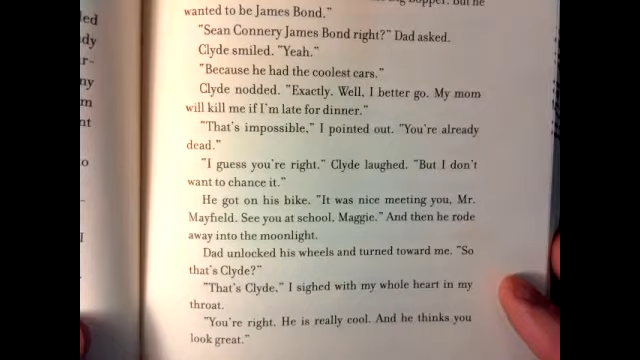 led
dy
r-
ny
m
nt
o
I
But he
wanted to be James Bond."
"Sean Connery James Bond right?" Dad asked.
Clyde smiled. "Yeah."
"Because he had the coolest cars."
Clyde nodded. "Exactly. Well, I better go. My mom
will kill me if I'm late for dinner."
"That's impossible," I pointed out. "You're already
dead."
"I guess you're right." Clyde laughed. "But I don't
want to chance it."
He got on his bike. "It was nice meeting you, Mr.
Mayfield. See you at school, Maggie." And then he rode
away into the moonlight.
Dad unlocked his wheels and turned toward me. "So
that's Clyde?"
"That's Clyde." I sighed with my whole heart in my
throat.
"You're right. He is really cool. And he thinks you
look great."